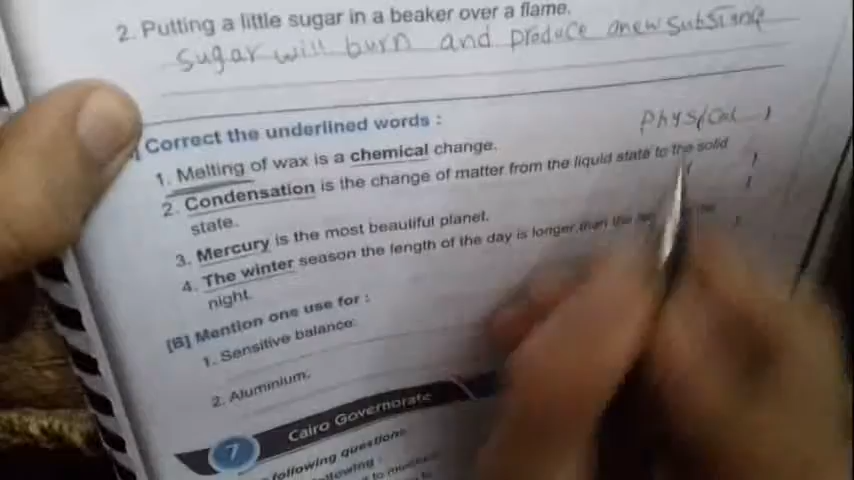 2. Putting a little sugar in a beaker over a flame.
sugar will burn and produce a new substance
Correct the underlined words :
physical )
1. Melting of wax is a chemical change.
2. Condensation is the change of matter from the liquid state to the solid
state. )
3. Mercury is the most beautiful planet. )
4. The winter season the length of the day is longer than the
night.
[B] Mention one use for :
1. Sensitive balance:
2. Aluminium:
7 Cairo Governorate
following questions
following :